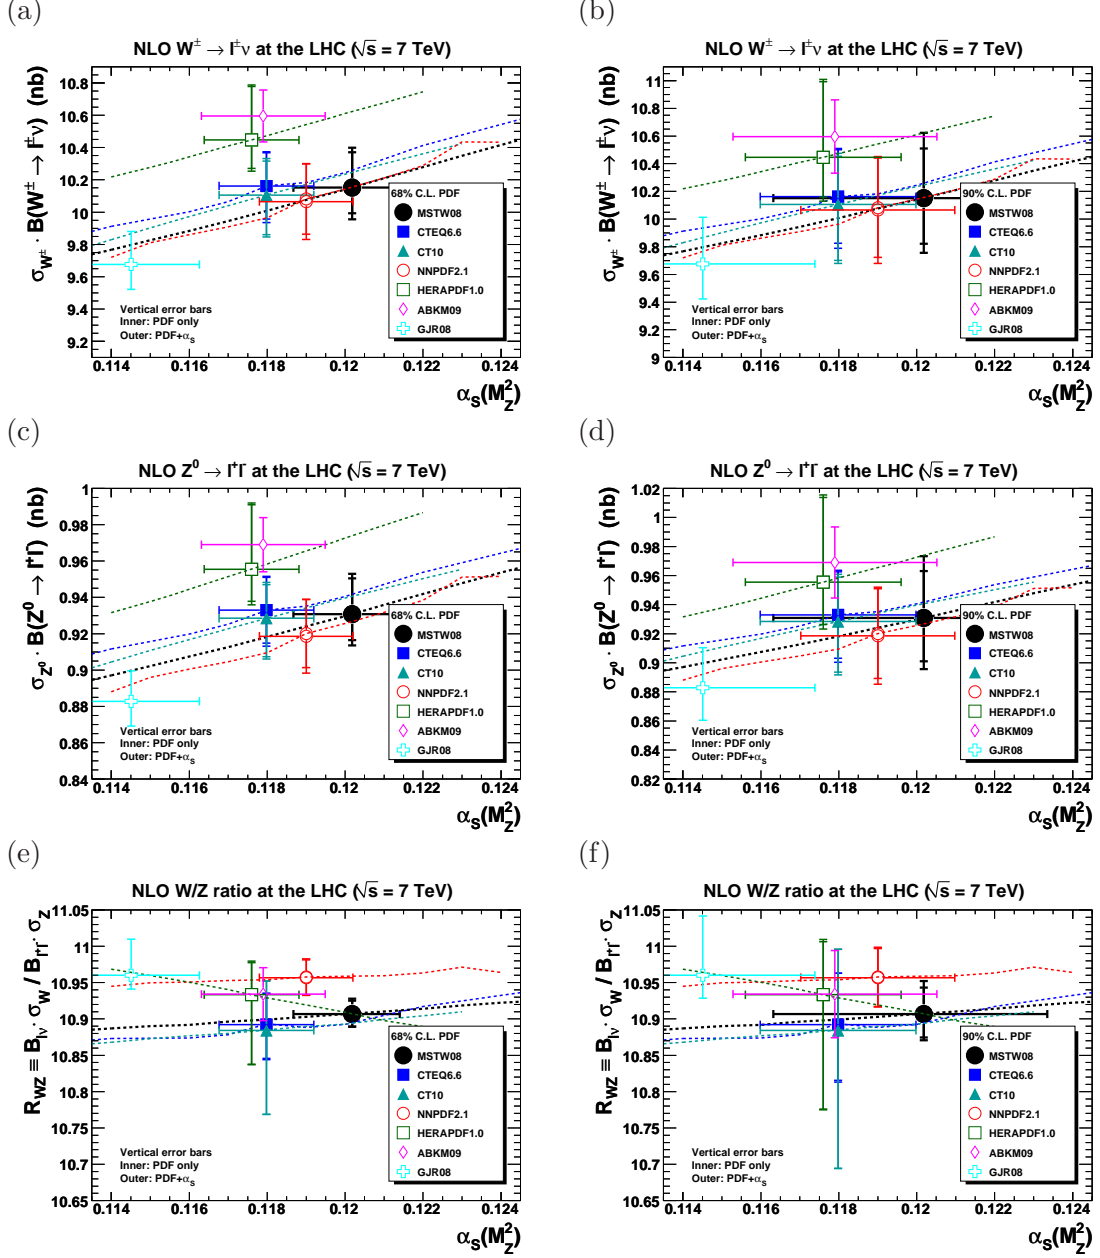 (a)
NLO W± → l±ν at the LHC (√s = 7 TeV)
σW± · B(W± → l±ν) (nb)
10.8
10.6
10.4
10.2
10
9.8
9.6
9.4
9.2
68% C.L. PDF
MSTW08
CTEQ6.6
CT10
NNPDF2.1
HERAPDF1.0
ABKM09
GJR08
Vertical error bars
Inner: PDF only
Outer: PDF+αS
0.114 0.116 0.118 0.12 0.122 0.124
αS(M²Z)
(b)
NLO W± → l±ν at the LHC (√s = 7 TeV)
σW± · B(W± → l±ν) (nb)
11
10.8
10.6
10.4
10.2
10
9.8
9.6
9.4
9.2
9
90% C.L. PDF
MSTW08
CTEQ6.6
CT10
NNPDF2.1
HERAPDF1.0
ABKM09
GJR08
Vertical error bars
Inner: PDF only
Outer: PDF+αS
0.114 0.116 0.118 0.12 0.122 0.124
αS(M²Z)
(c)
NLO Z⁰ → l⁺l⁻ at the LHC (√s = 7 TeV)
σZ⁰ · B(Z⁰ → l⁺l⁻) (nb)
1
0.98
0.96
0.94
0.92
0.9
0.88
0.86
0.84
68% C.L. PDF
MSTW08
CTEQ6.6
CT10
NNPDF2.1
HERAPDF1.0
ABKM09
GJR08
Vertical error bars
Inner: PDF only
Outer: PDF+αS
0.114 0.116 0.118 0.12 0.122 0.124
αS(M²Z)
(d)
NLO Z⁰ → l⁺l⁻ at the LHC (√s = 7 TeV)
σZ⁰ · B(Z⁰ → l⁺l⁻) (nb)
1.02
1
0.98
0.96
0.94
0.92
0.9
0.88
0.86
0.84
0.82
90% C.L. PDF
MSTW08
CTEQ6.6
CT10
NNPDF2.1
HERAPDF1.0
ABKM09
GJR08
Vertical error bars
Inner: PDF only
Outer: PDF+αS
0.114 0.116 0.118 0.12 0.122 0.124
αS(M²Z)
(e)
NLO W/Z ratio at the LHC (√s = 7 TeV)
RWZ ≡ Blν · σW / Bl⁺l⁻ · σZ
11.05
11
10.95
10.9
10.85
10.8
10.75
10.7
10.65
68% C.L. PDF
MSTW08
CTEQ6.6
CT10
NNPDF2.1
HERAPDF1.0
ABKM09
GJR08
Vertical error bars
Inner: PDF only
Outer: PDF+αS
0.114 0.116 0.118 0.12 0.122 0.124
αS(M²Z)
(f)
NLO W/Z ratio at the LHC (√s = 7 TeV)
RWZ ≡ Blν · σW / Bl⁺l⁻ · σZ
11.05
11
10.95
10.9
10.85
10.8
10.75
10.7
10.65
90% C.L. PDF
MSTW08
CTEQ6.6
CT10
NNPDF2.1
HERAPDF1.0
ABKM09
GJR08
Vertical error bars
Inner: PDF only
Outer: PDF+αS
0.114 0.116 0.118 0.12 0.122 0.124
αS(M²Z)